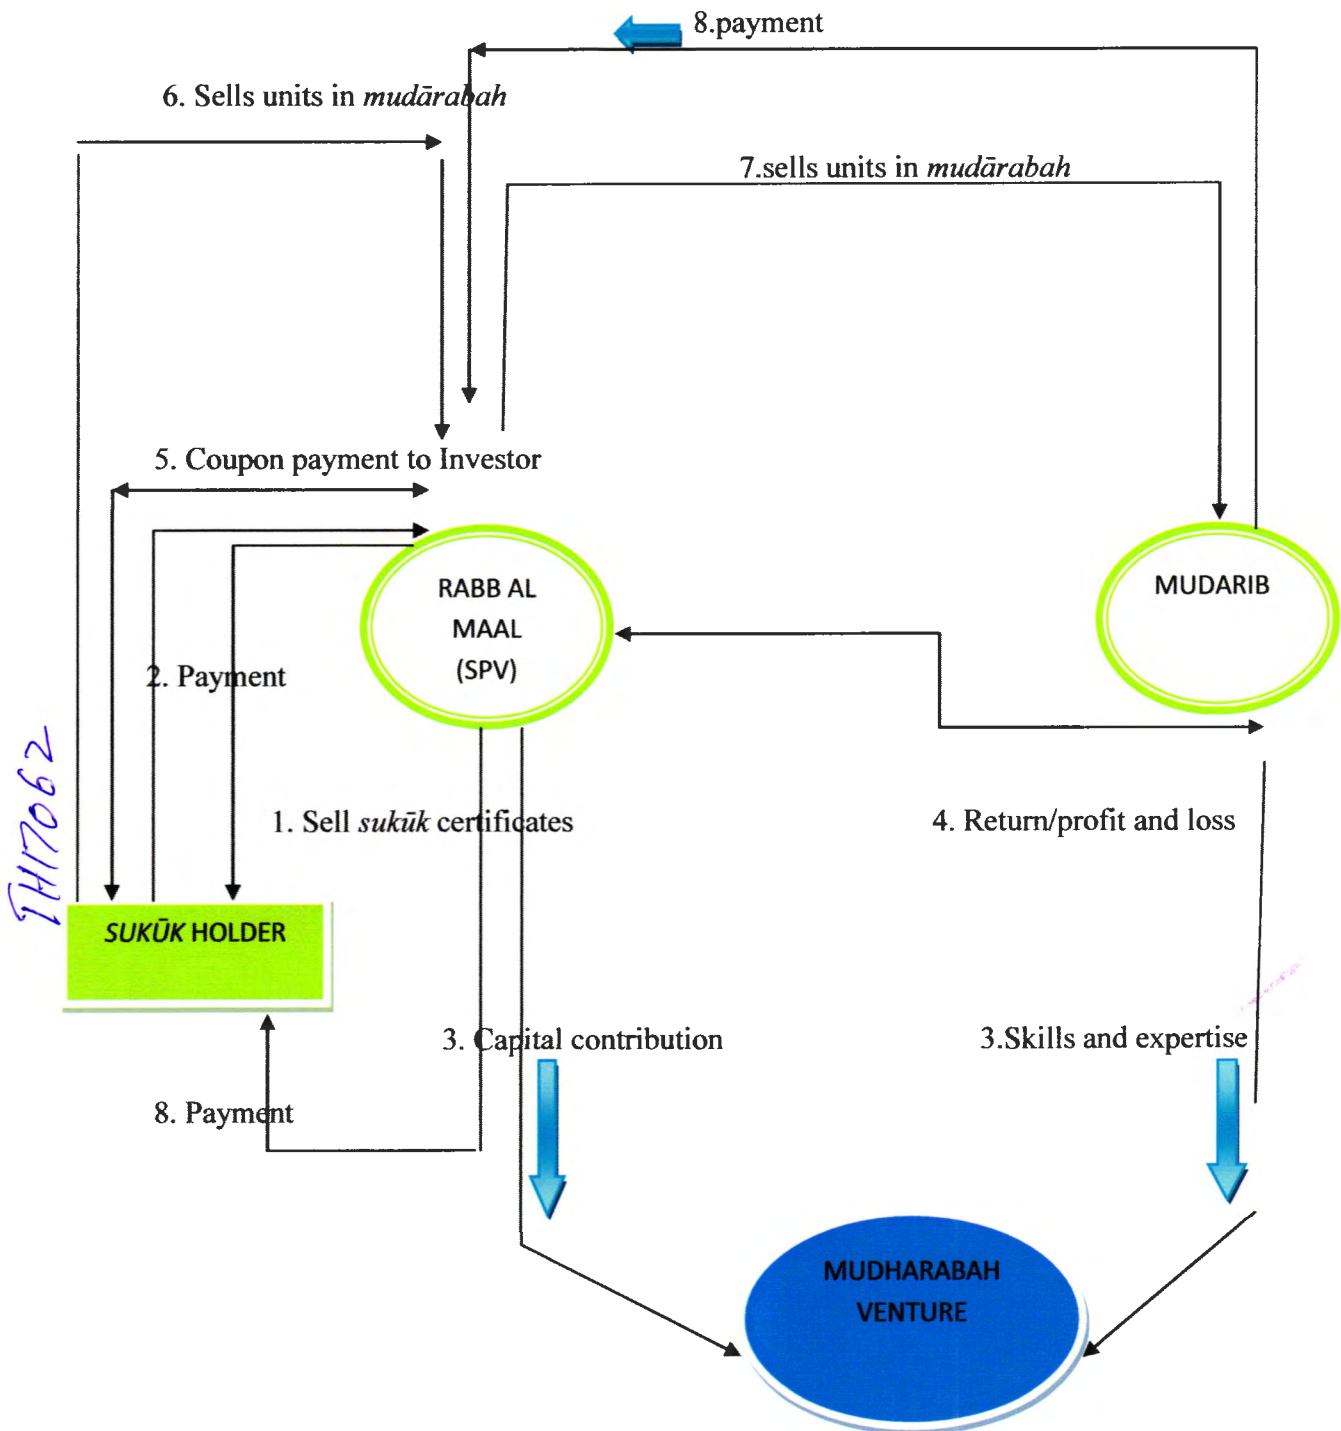 8.payment
6. Sells units in mudārabah
7.sells units in mudārabah
5. Coupon payment to Investor
RABB AL
MAAL
(SPV)
MUDARIB
2. Payment
TH17062
1. Sell sukūk certificates
4. Return/profit and loss
SUKŪK HOLDER
3. Capital contribution
3.Skills and expertise
8. Payment
MUDHARABAH
VENTURE